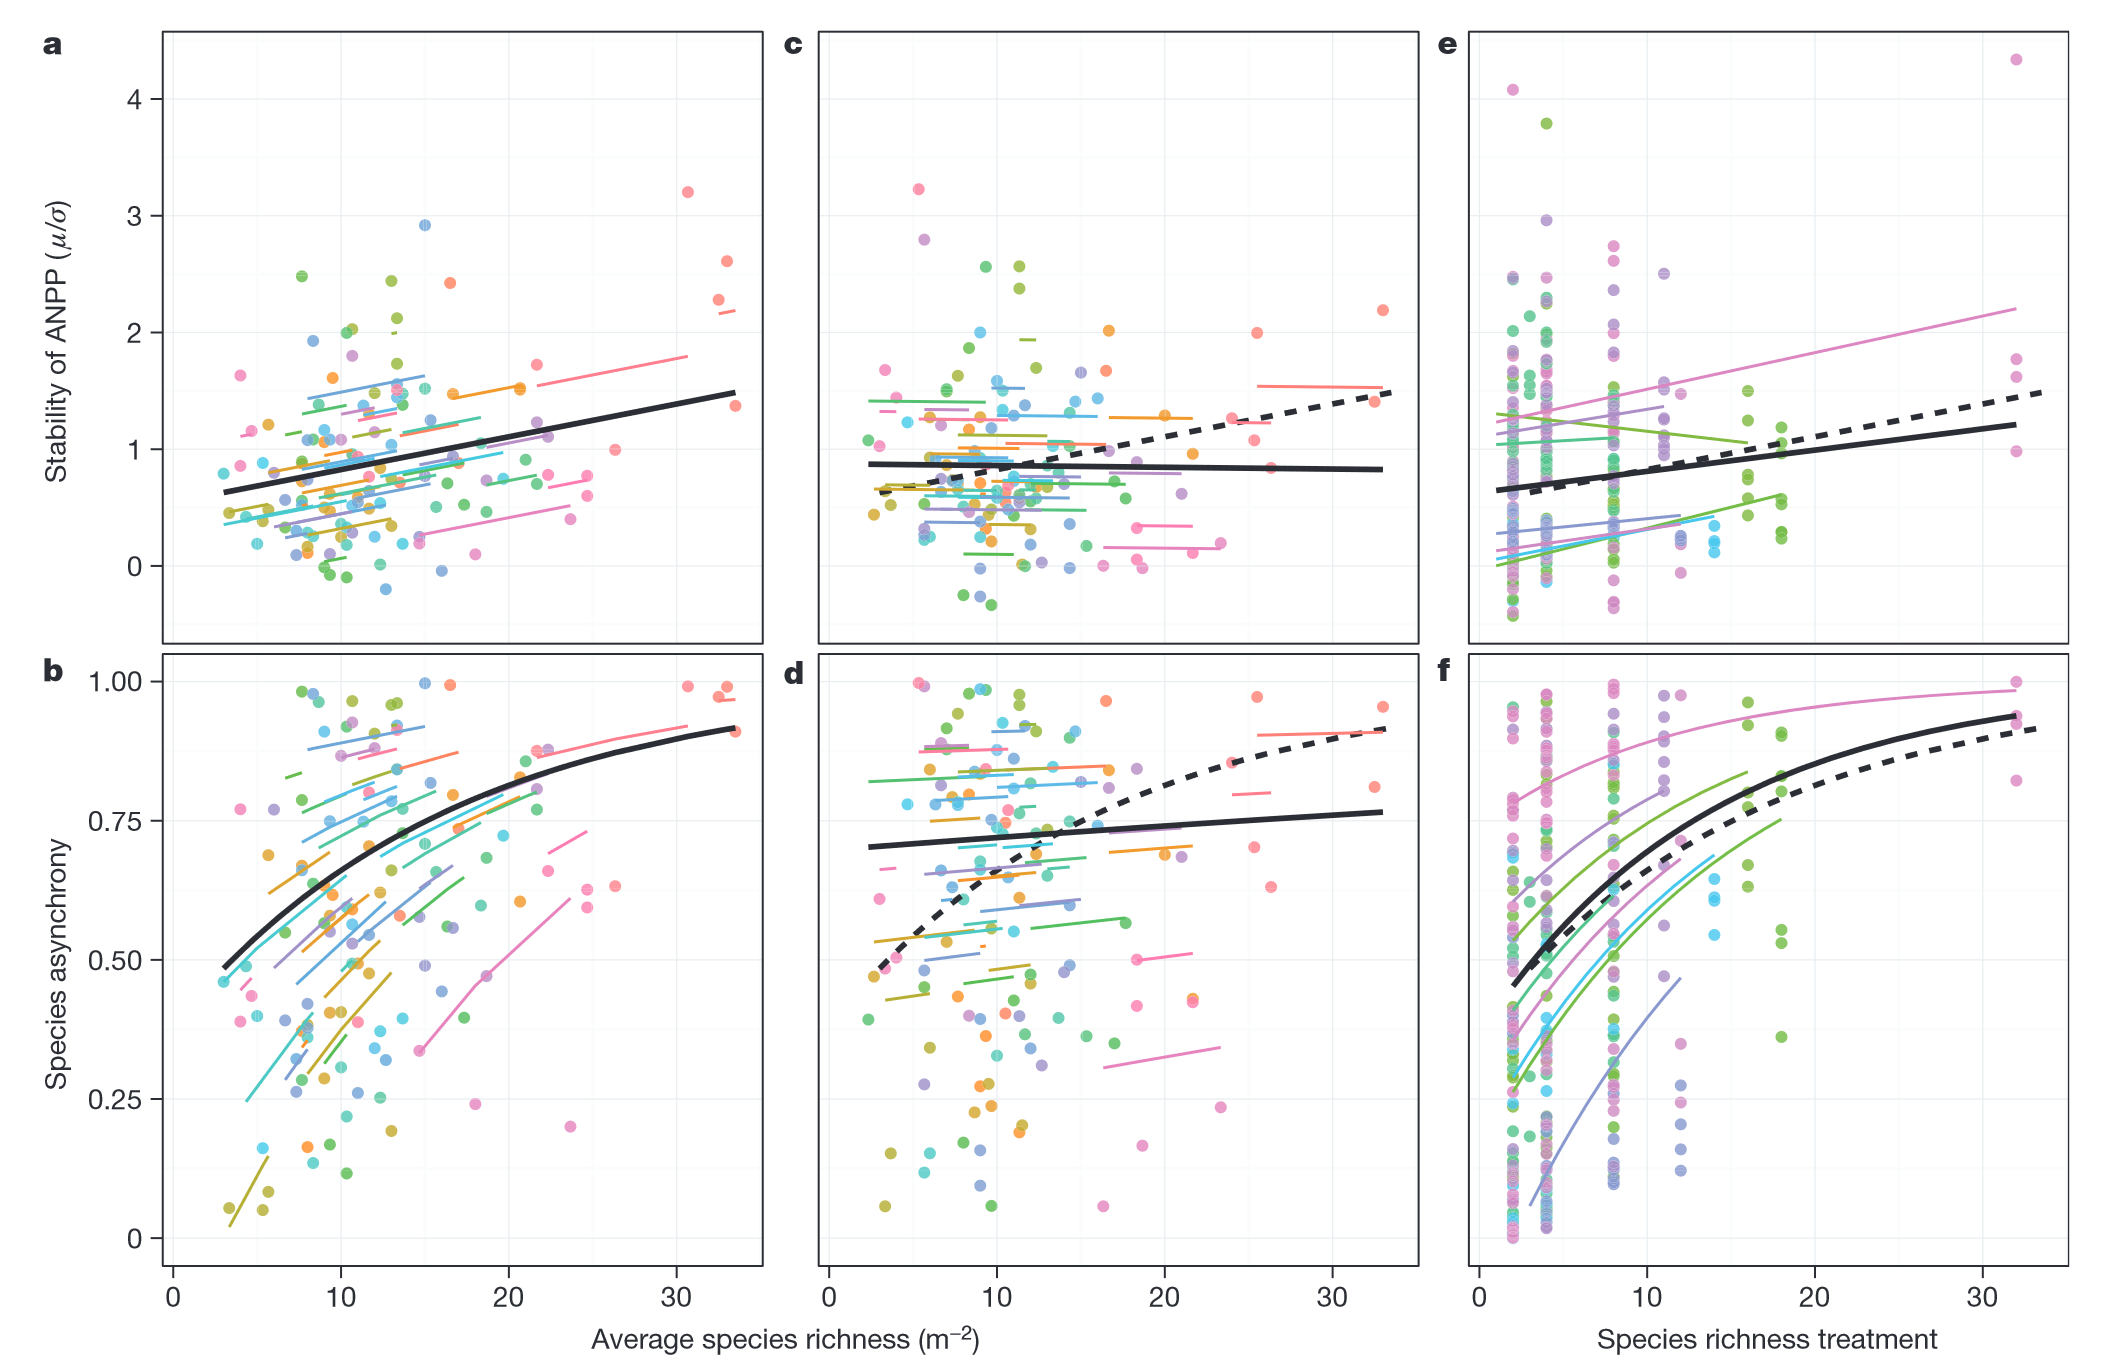 a
c
e
4
3
2
1
0
Stability of ANPP (μ/σ)
b
d
f
1.00
0.75
0.50
0.25
0
Species asynchrony
0 10 20 30
0 10 20 30
0 10 20 30
Average species richness (m−2)
Species richness treatment